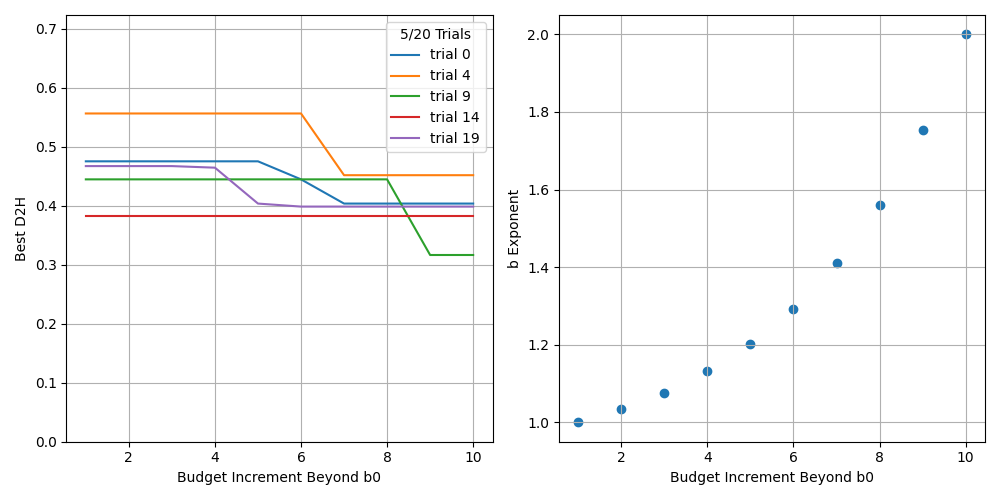 0.7
0.6
0.5
0.4
0.3
0.2
0.1
0.0
Best D2H
2 4 6 8 10
Budget Increment Beyond b0
5/20 Trials
trial 0
trial 4
trial 9
trial 14
trial 19
2.0
1.8
1.6
1.4
1.2
1.0
b Exponent
2 4 6 8 10
Budget Increment Beyond b0